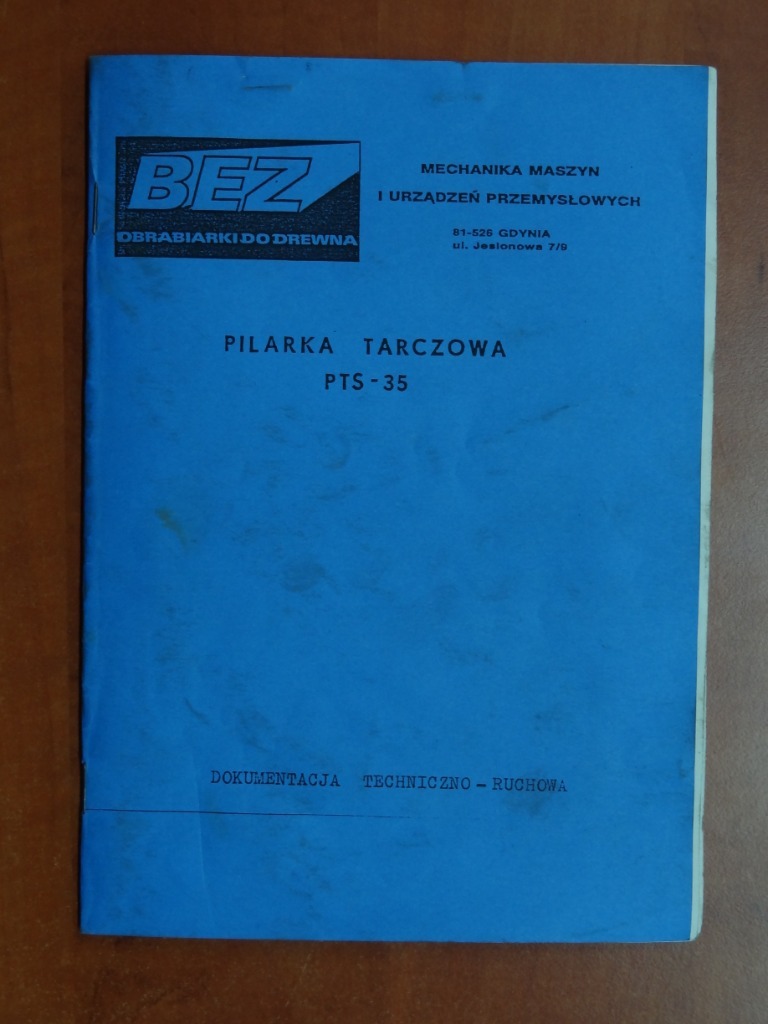 BEZ
OBRABIARKI DO DREWNA
MECHANIKA MASZYN
I URZĄDZEŃ PRZEMYSŁOWYCH
81-526 GDYNIA
ul. Jesionowa 7/9
PILARKA TARCZOWA
PTS-35
DOKUMENTACJA TECHNICZNO - RUCHOWA